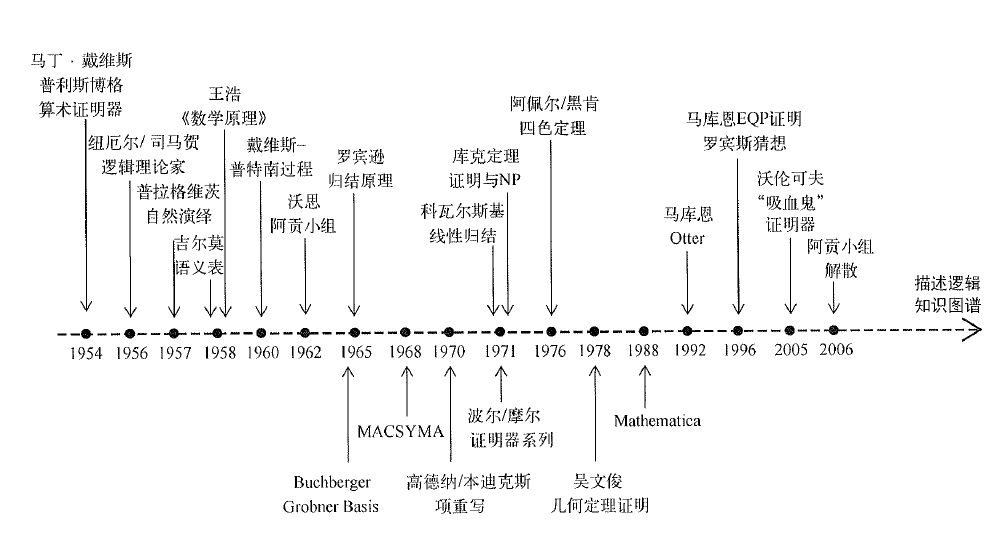 马丁·戴维斯
普利斯博格
算术证明器
纽厄尔/ 司马贺
逻辑理论家
普拉格维茨
自然演绎
吉尔莫
语义表
王浩
《数学原理》
戴维斯–
普特南过程
沃思
阿贡小组
罗宾逊
归结原理
库克定理
证明与NP
科瓦尔斯基
线性归结
阿佩尔/黑肯
四色定理
马库恩
Otter
马库恩EQP证明
罗宾斯猜想
沃伦可夫
“吸血鬼”
证明器
阿贡小组
解散
描述逻辑
知识图谱
1954 1956 1957 1958 1960 1962 1965 1968 1970 1971 1976 1978 1988 1992 1996 2005 2006
Buchberger
Grobner Basis
MACSYMA
高德纳/本迪克斯
项重写
波尔/摩尔
证明器系列
吴文俊
几何定理证明
Mathematica